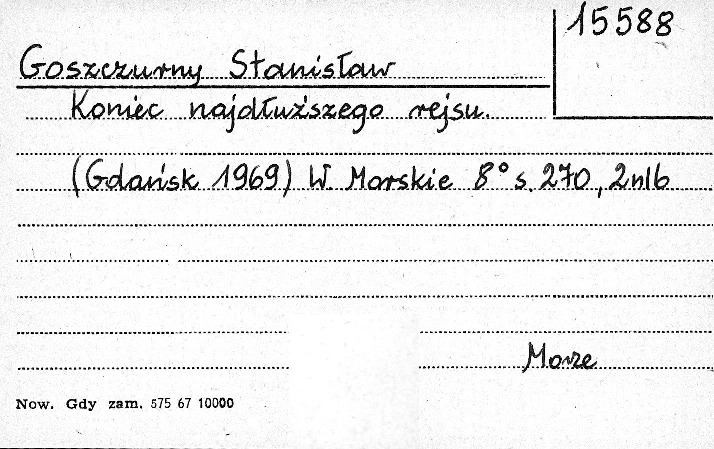 15588
Goszczurny Stanisław
Koniec najdłuższego rejsu.
(Gdańsk 1969) W. Morskie 8° s. 270, 2nlb
Morze
Now. Gdy zam. 575 67 10000